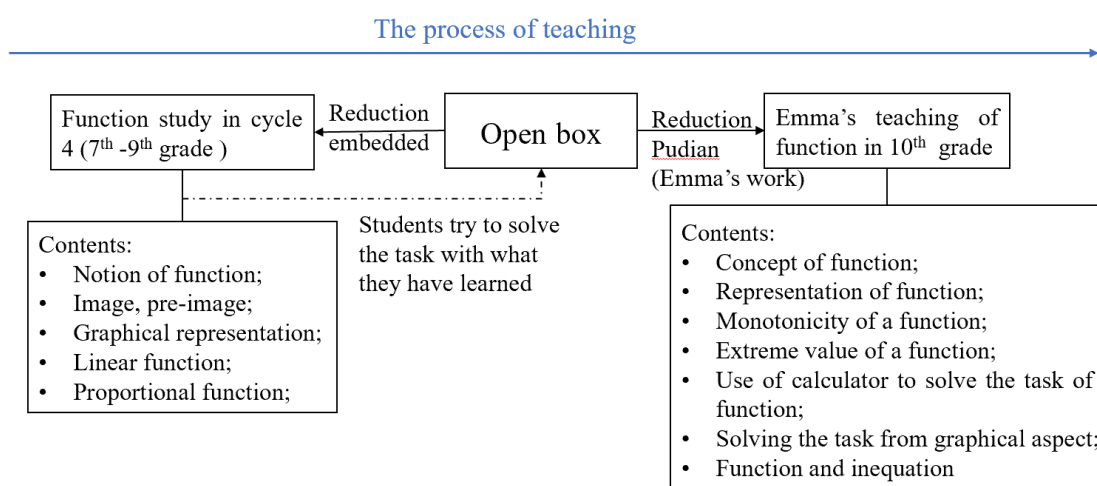 The process of teaching
Function study in cycle
4 (7th -9th grade )
Reduction
embedded
Open box
Reduction
Pudian
(Emma's work)
Emma's teaching of
function in 10th grade
Students try to solve
the task with what
they have learned
Contents:
• Notion of function;
• Image, pre-image;
• Graphical representation;
• Linear function;
• Proportional function;
Contents:
• Concept of function;
• Representation of function;
• Monotonicity of a function;
• Extreme value of a function;
• Use of calculator to solve the task of
function;
• Solving the task from graphical aspect;
• Function and inequation